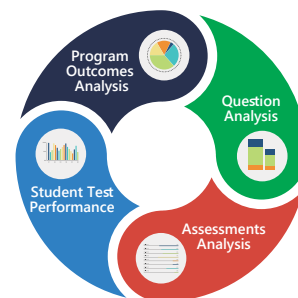 Program
Outcomes
Analysis
Question
Analysis
Assessments
Analysis
Student Test
Performance